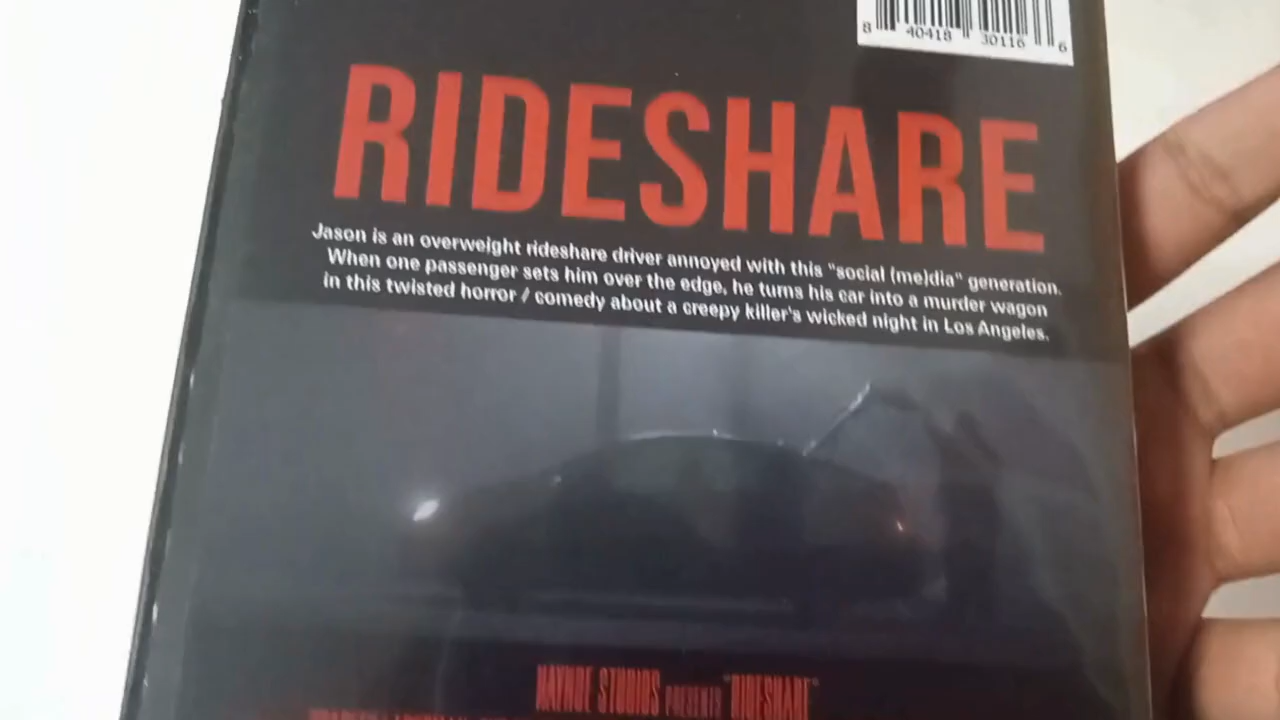 8 40418 30116 6
RIDESHARE
Jason is an overweight rideshare driver annoyed with this "social (me)dia" generation.
When one passenger sets him over the edge, he turns his car into a murder wagon
in this twisted horror / comedy about a creepy killer's wicked night in Los Angeles.
STUDIOS PRESENTS "RIDESHARE"